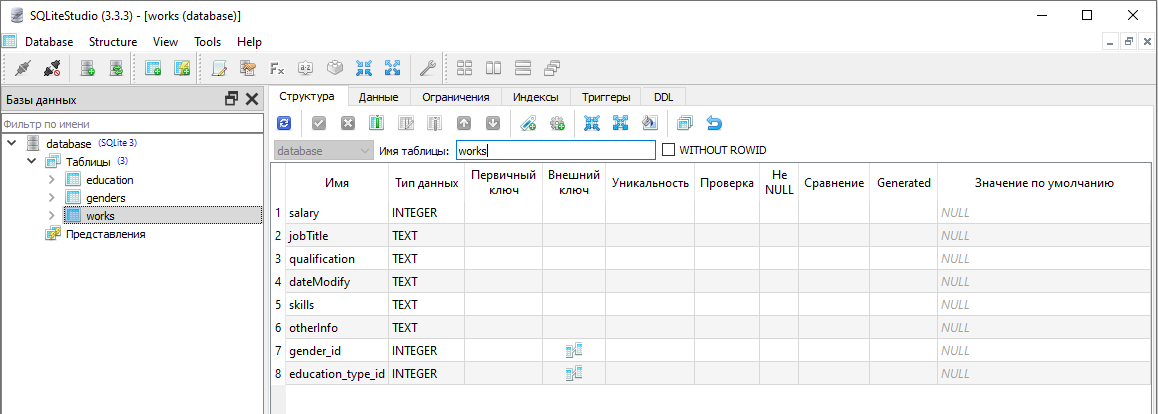 SQLiteStudio (3.3.3) - [works (database)]
Database Structure View Tools Help
Базы данных
Фильтр по имени
database (SQLite 3)
Таблицы (3)
education
genders
works
Представления
Структура Данные Ограничения Индексы Триггеры DDL
database Имя таблицы: works WITHOUT ROWID
Имя Тип данных Первичный ключ Внешний ключ Уникальность Проверка Не NULL Сравнение Generated Значение по умолчанию
1 salary INTEGER NULL
2 jobTitle TEXT NULL
3 qualification TEXT NULL
4 dateModify TEXT NULL
5 skills TEXT NULL
6 otherInfo TEXT NULL
7 gender_id INTEGER NULL
8 education_type_id INTEGER NULL